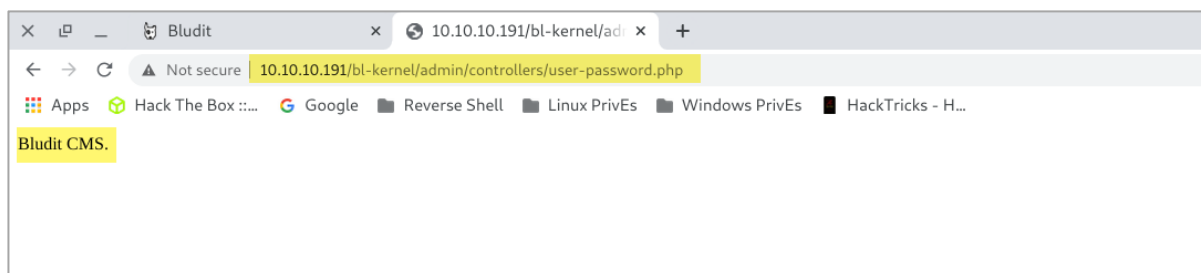 Bludit 10.10.10.191/bl-kernel/adm
Not secure 10.10.10.191/bl-kernel/admin/controllers/user-password.php
Apps Hack The Box ::... Google Reverse Shell Linux PrivEs Windows PrivEs HackTricks - H...
Bludit CMS.